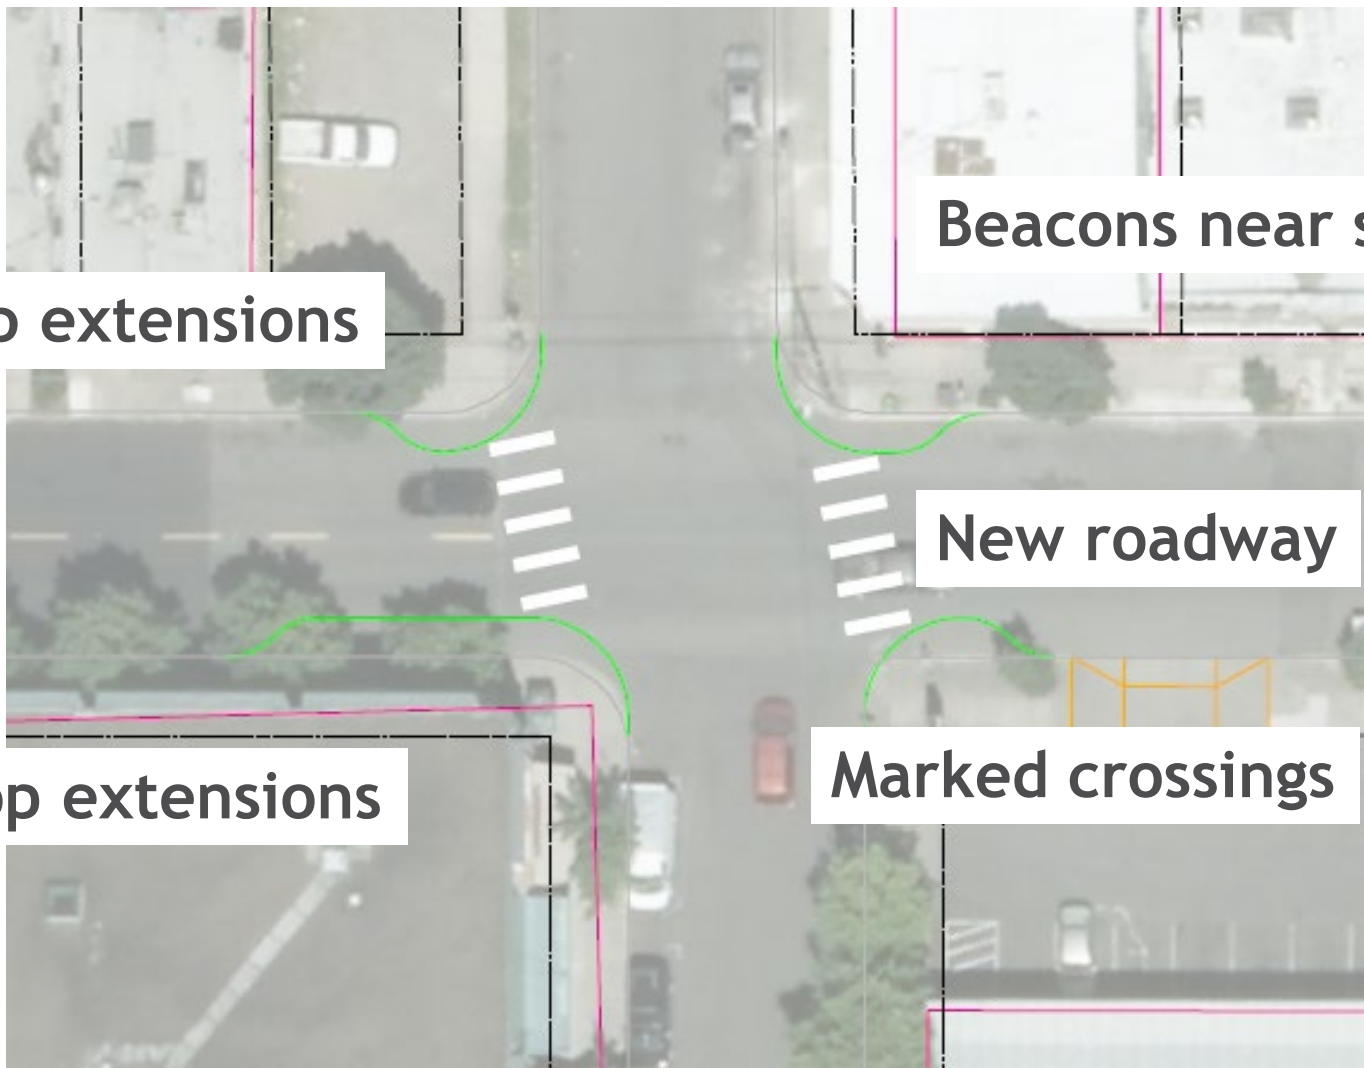 Beacons near
extensions
New roadway
extensions
Marked crossings